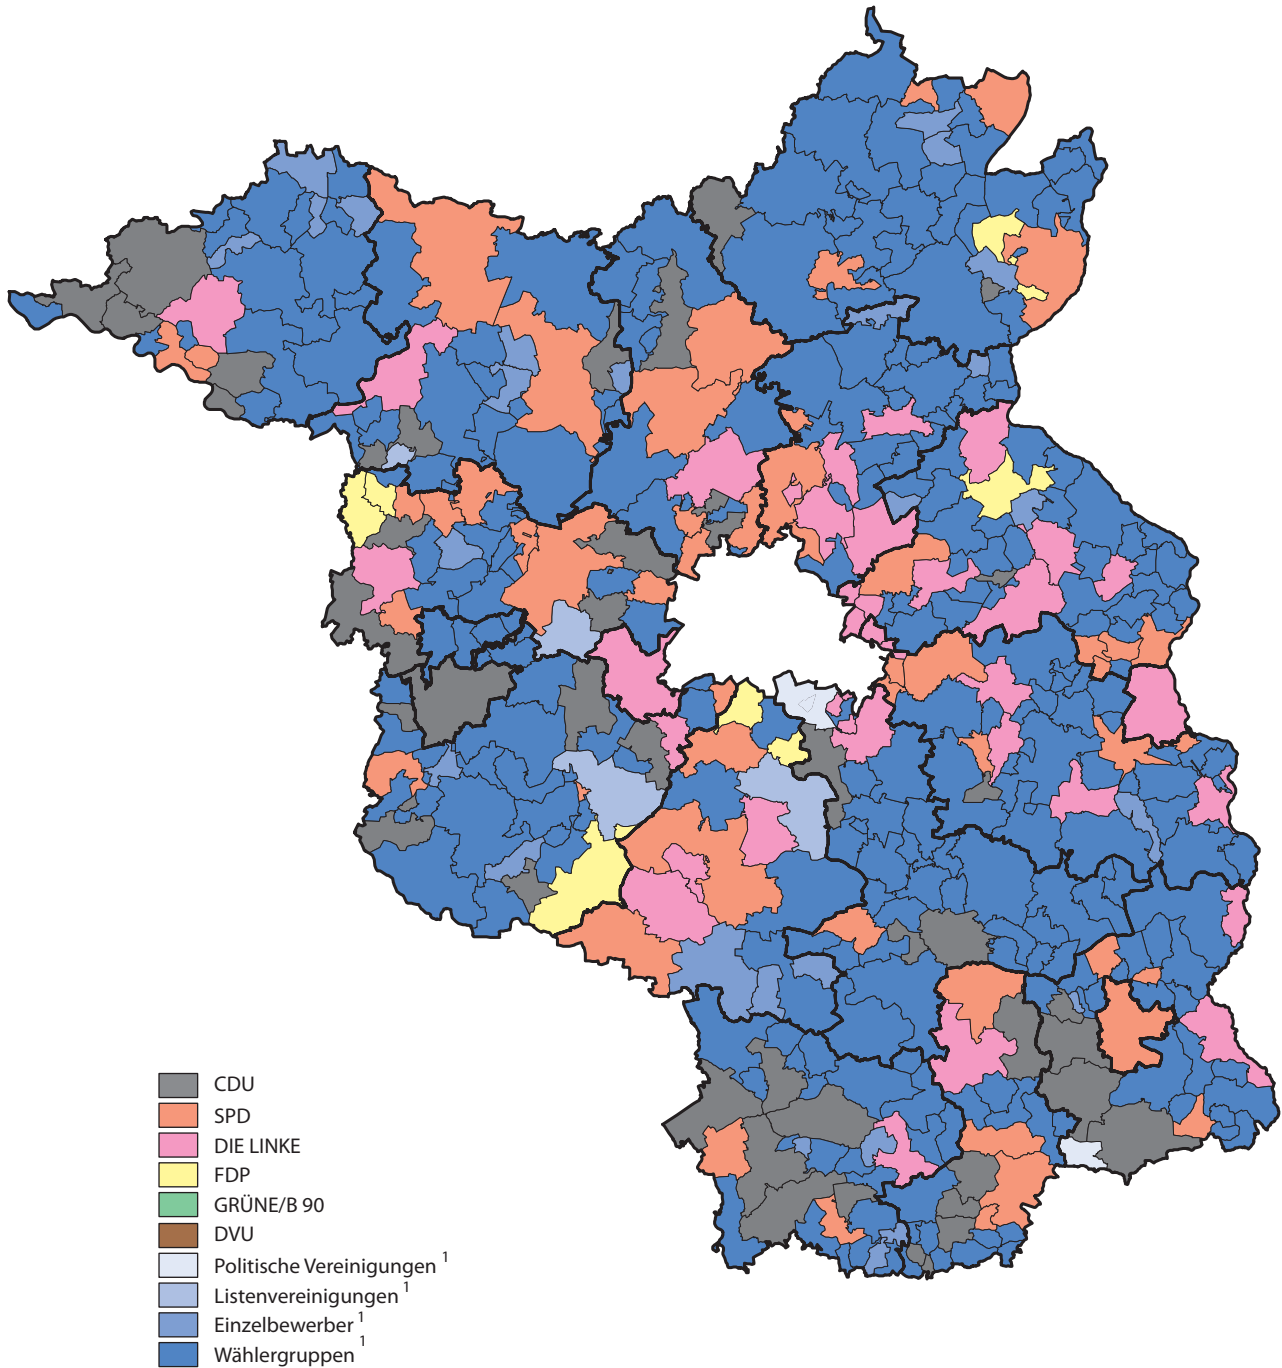 CDU
SPD
DIE LINKE
FDP
GRÜNE/B 90
DVU
Politische Vereinigungen 1
Listenvereinigungen 1
Einzelbewerber 1
Wählergruppen 1